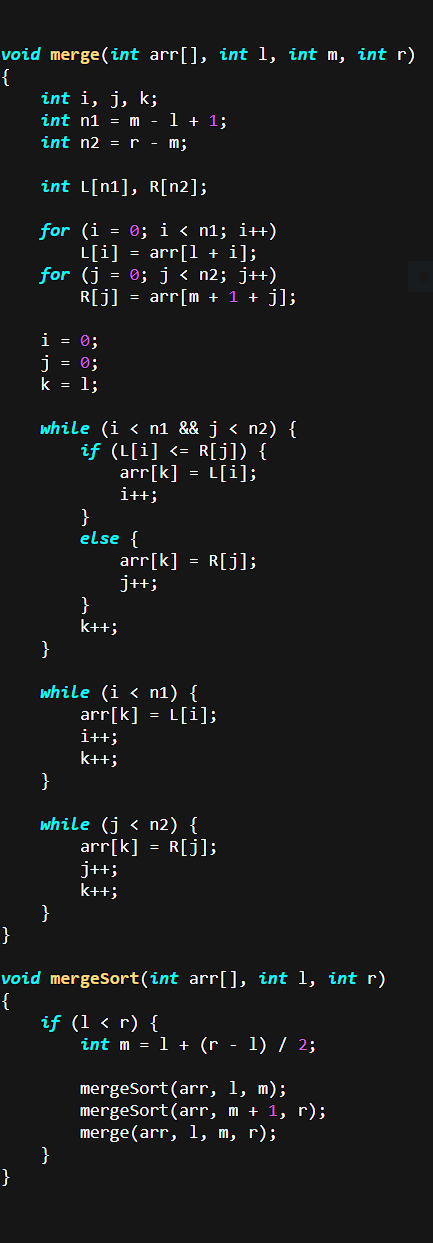 void merge(int arr[], int l, int m, int r)
{
    int i, j, k;
    int n1 = m - l + 1;
    int n2 = r - m;

    int L[n1], R[n2];

    for (i = 0; i < n1; i++)
        L[i] = arr[l + i];
    for (j = 0; j < n2; j++)
        R[j] = arr[m + 1 + j];

    i = 0;
    j = 0;
    k = l;

    while (i < n1 && j < n2) {
        if (L[i] <= R[j]) {
            arr[k] = L[i];
            i++;
        }
        else {
            arr[k] = R[j];
            j++;
        }
        k++;
    }

    while (i < n1) {
        arr[k] = L[i];
        i++;
        k++;
    }

    while (j < n2) {
        arr[k] = R[j];
        j++;
        k++;
    }
}

void mergeSort(int arr[], int l, int r)
{
    if (l < r) {
        int m = l + (r - l) / 2;

        mergeSort(arr, l, m);
        mergeSort(arr, m + 1, r);
        merge(arr, l, m, r);
    }
}